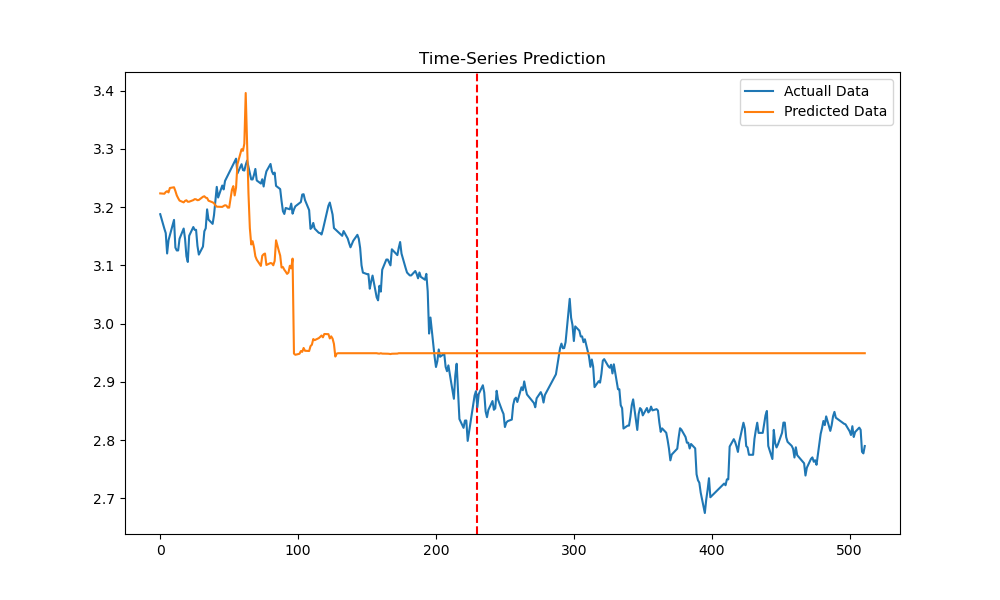 Time-Series Prediction
Actuall Data
Predicted Data
3.4
3.3
3.2
3.1
3.0
2.9
2.8
2.7
0 100 200 300 400 500